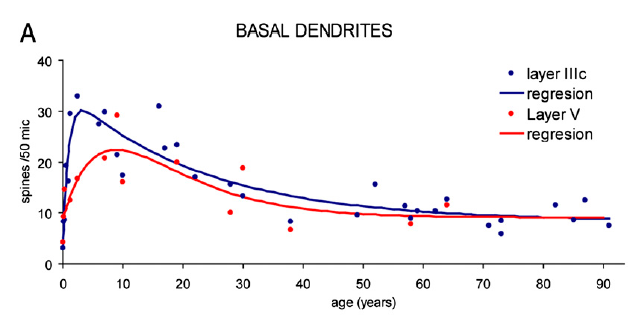 A
BASAL DENDRITES
layer IIIc
regresion
Layer V
regresion
spines /50 mic
40
30
20
10
0
0 10 20 30 40 50 60 70 80 90
age (years)